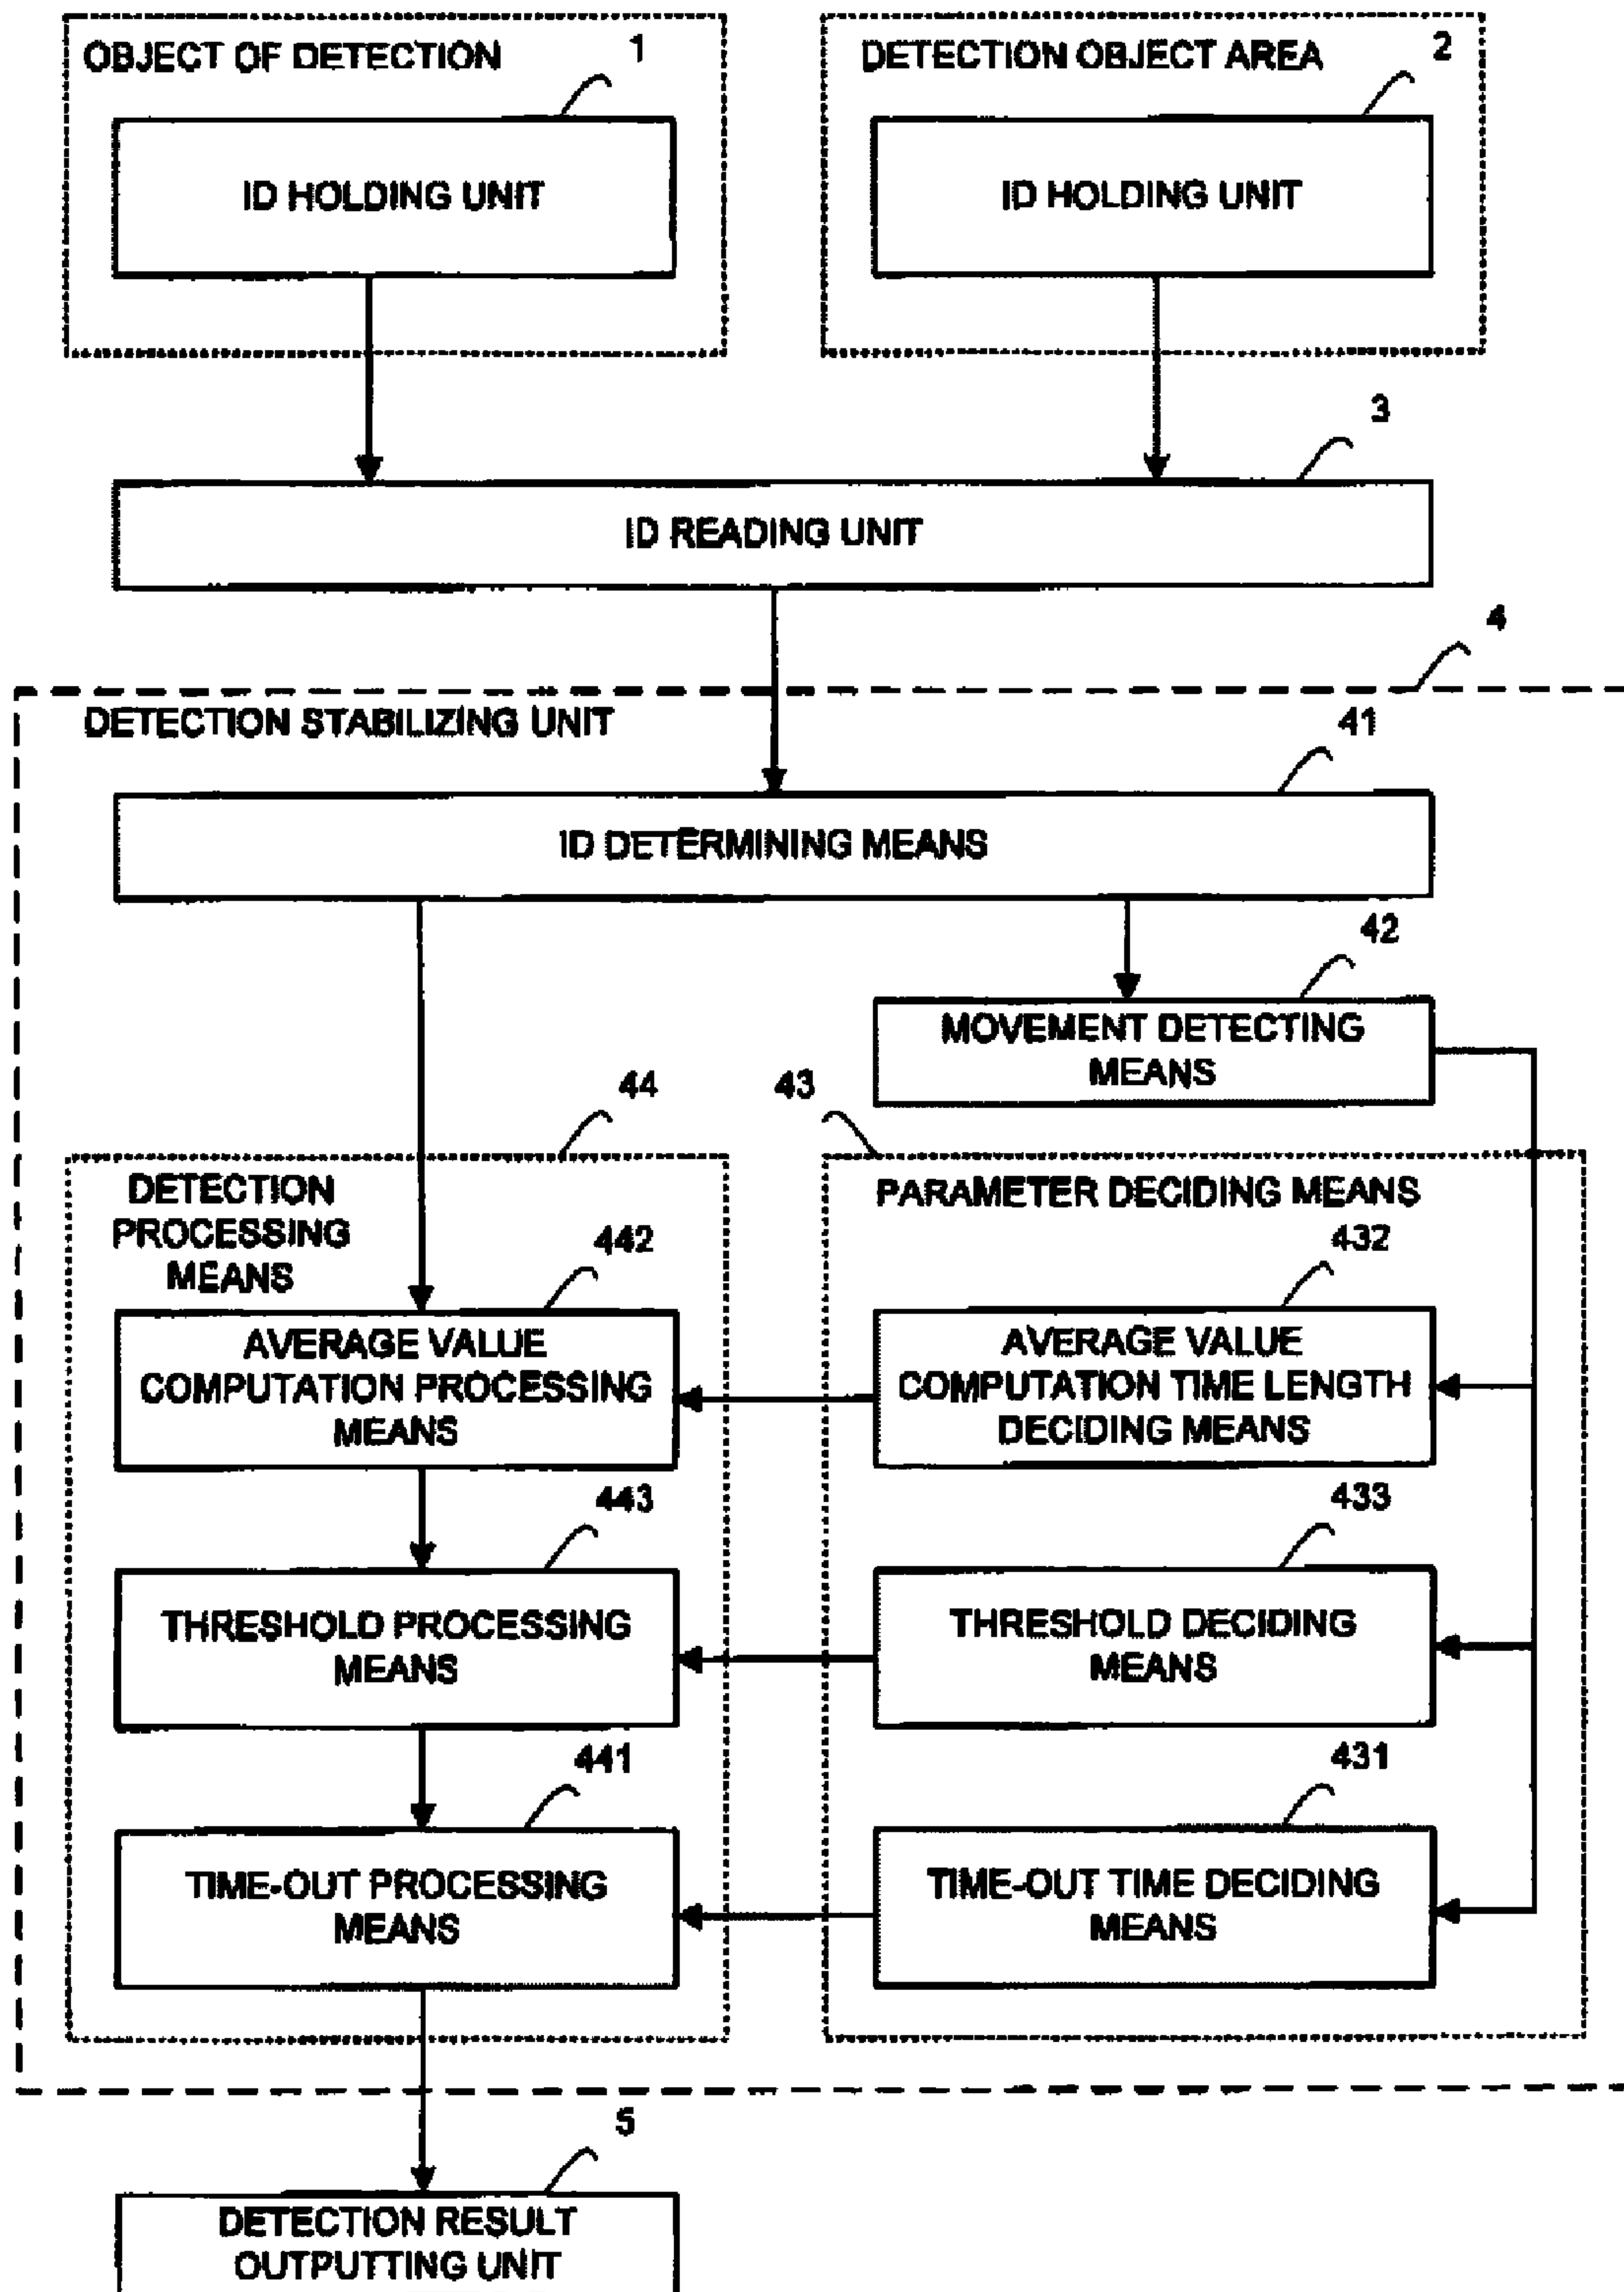 OBJECT OF DETECTION
1
ID HOLDING UNIT
DETECTION OBJECT AREA
2
ID HOLDING UNIT
3
ID READING UNIT
4
DETECTION STABILIZING UNIT
41
ID DETERMINING MEANS
42
MOVEMENT DETECTING
MEANS
44
DETECTION
PROCESSING
MEANS
43
PARAMETER DECIDING MEANS
442
AVERAGE VALUE
COMPUTATION PROCESSING
MEANS
432
AVERAGE VALUE
COMPUTATION TIME LENGTH
DECIDING MEANS
443
THRESHOLD PROCESSING
MEANS
433
THRESHOLD DECIDING
MEANS
441
TIME-OUT PROCESSING
MEANS
431
TIME-OUT TIME DECIDING
MEANS
5
DETECTION RESULT
OUTPUTTING UNIT